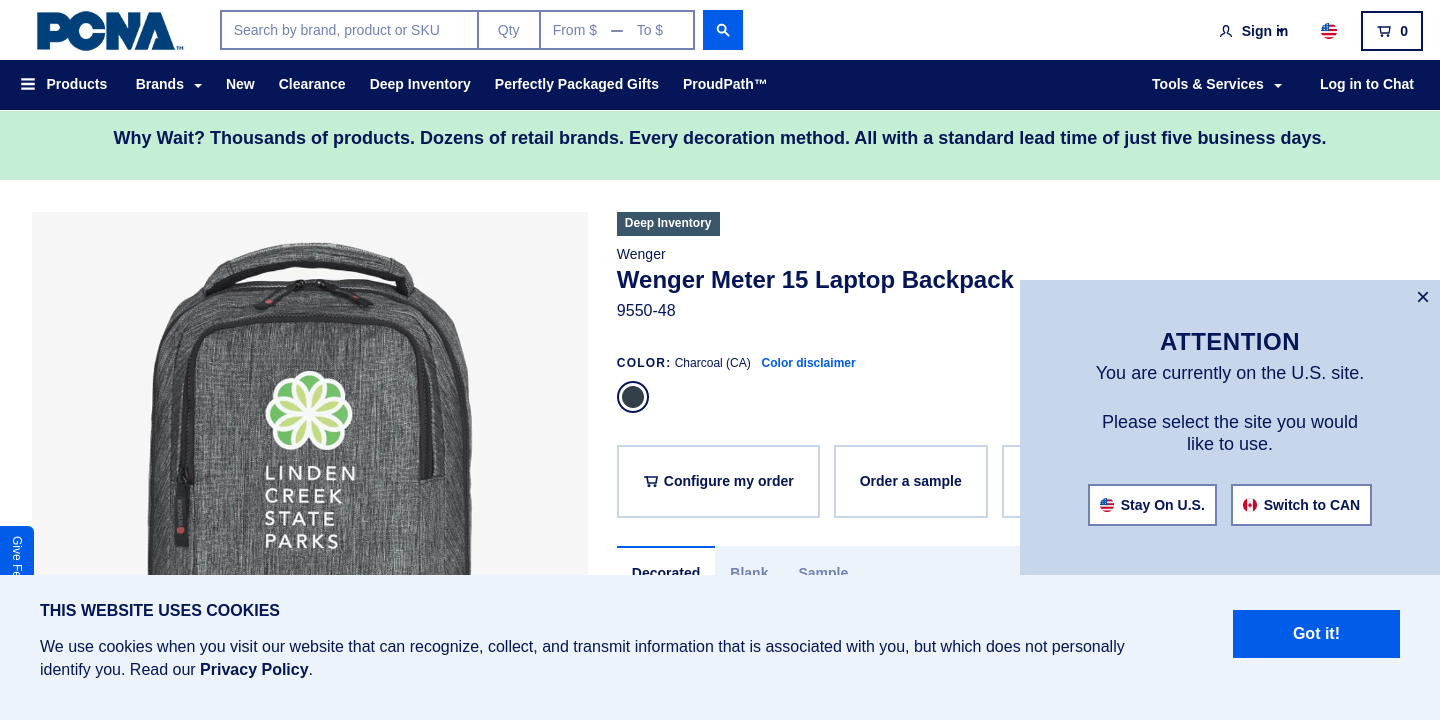 PCNA™
Search by brand, product or SKU
Qty
From $ — To $
Sign in
0
Products
Brands
New
Clearance
Deep Inventory
Perfectly Packaged Gifts
ProudPath™
Tools & Services
Log in to Chat
Why Wait? Thousands of products. Dozens of retail brands. Every decoration method. All with a standard lead time of just five business days.
LINDEN
CREEK
STATE
PARKS
Deep Inventory
Wenger
Wenger Meter 15 Laptop Backpack
9550-48
COLOR: Charcoal (CA) Color disclaimer
Configure my order
Order a sample
Decorated
Blank
Sample
×
ATTENTION
You are currently on the U.S. site.
Please select the site you would
like to use.
Stay On U.S.
Switch to CAN
Give
THIS WEBSITE USES COOKIES
We use cookies when you visit our website that can recognize, collect, and transmit information that is associated with you, but which does not personally
identify you. Read our Privacy Policy.
Got it!